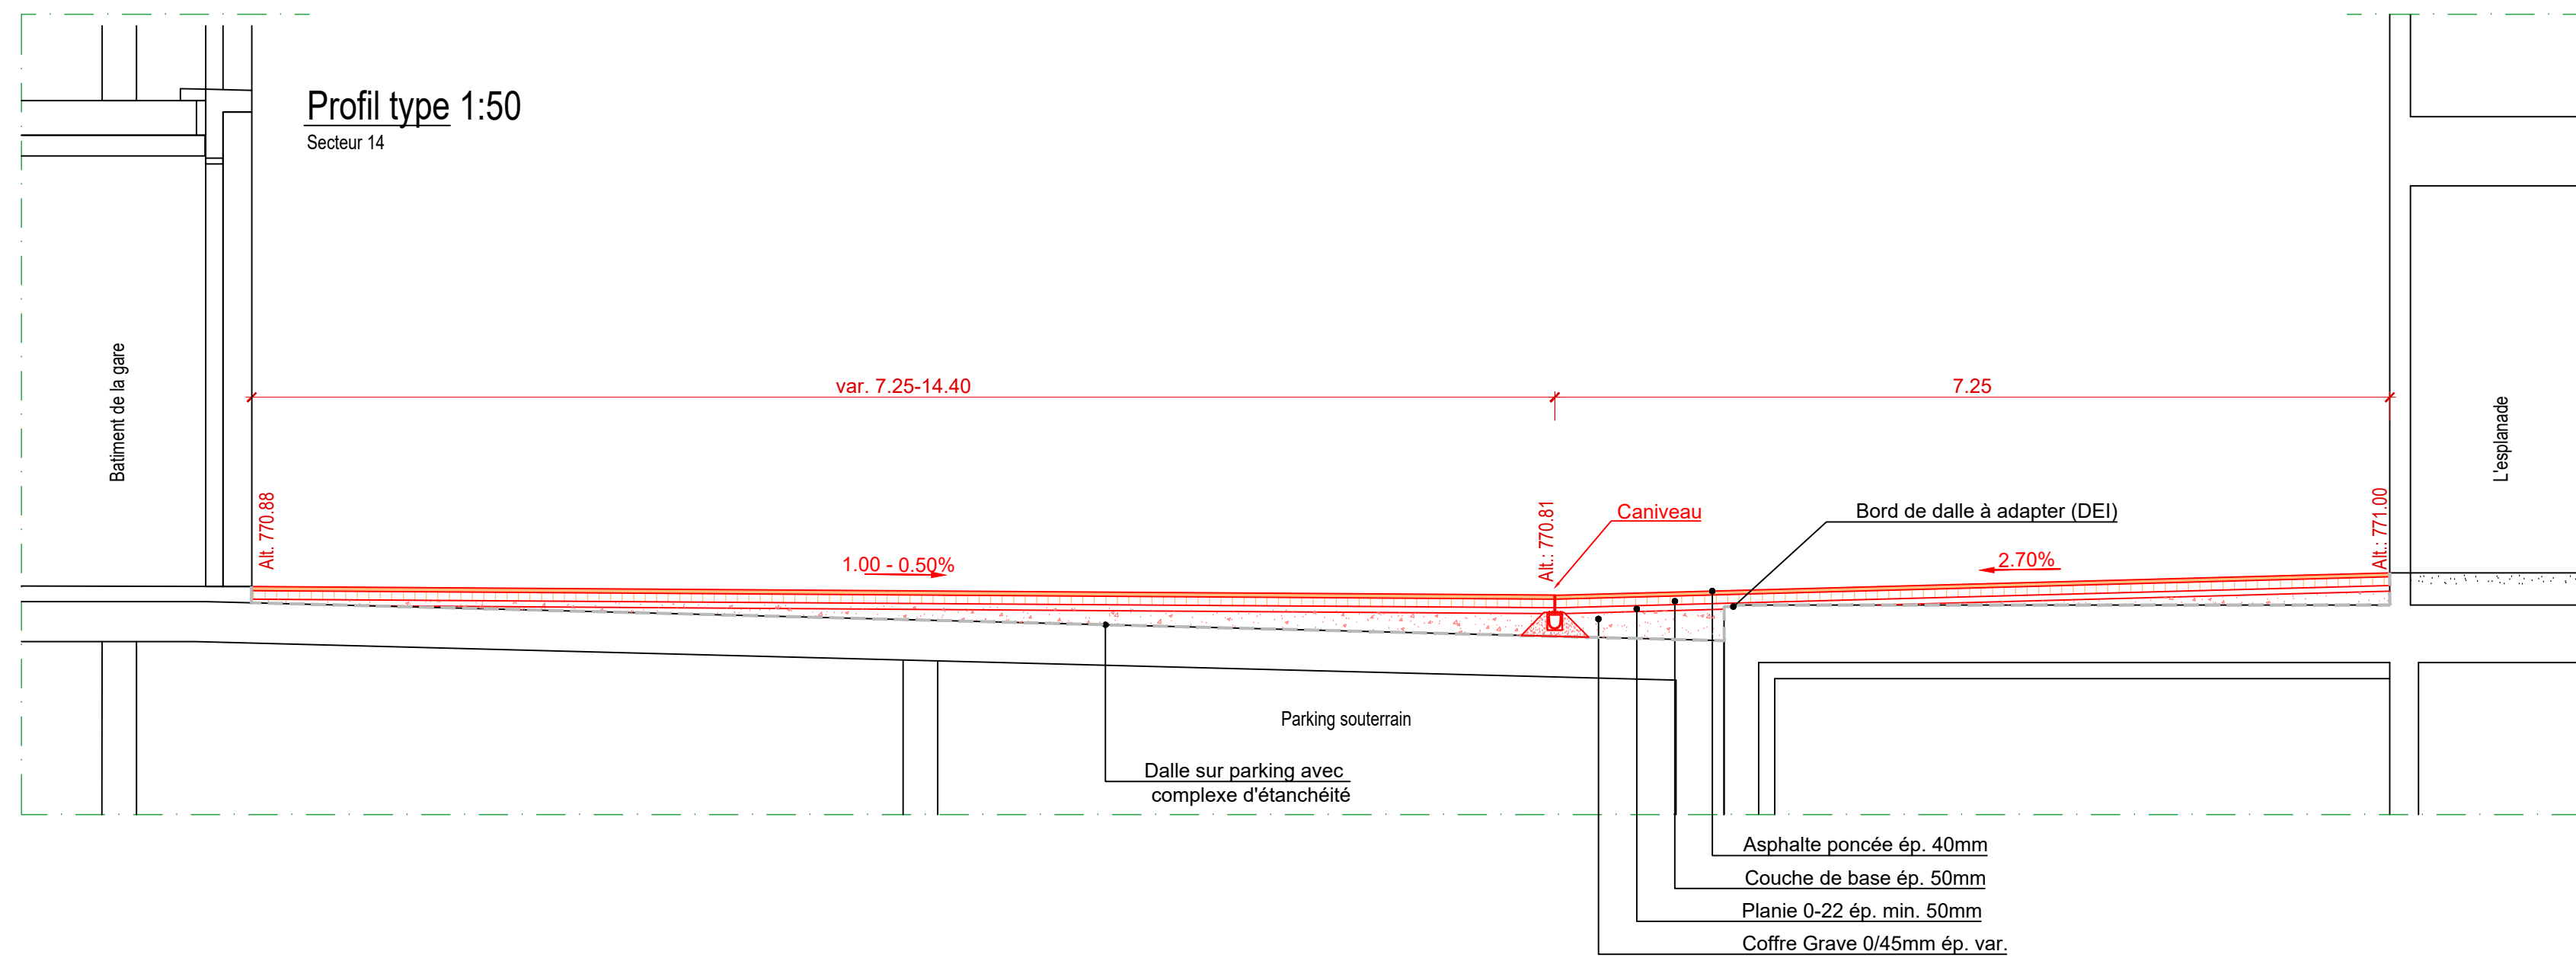 Profil type 1:50
Secteur 14
Batiment de la gare
var. 7.25-14.40
7.25
L'esplanade
Alt. 770.88
1.00 - 0.50%
Alt.: 770.81
Caniveau
Bord de dalle à adapter (DEI)
2.70%
Alt.: 771.00
Parking souterrain
Dalle sur parking avec
complexe d'étanchéité
Asphalte poncée ép. 40mm
Couche de base ép. 50mm
Planie 0-22 ép. min. 50mm
Coffre Grave 0/45mm ép. var.